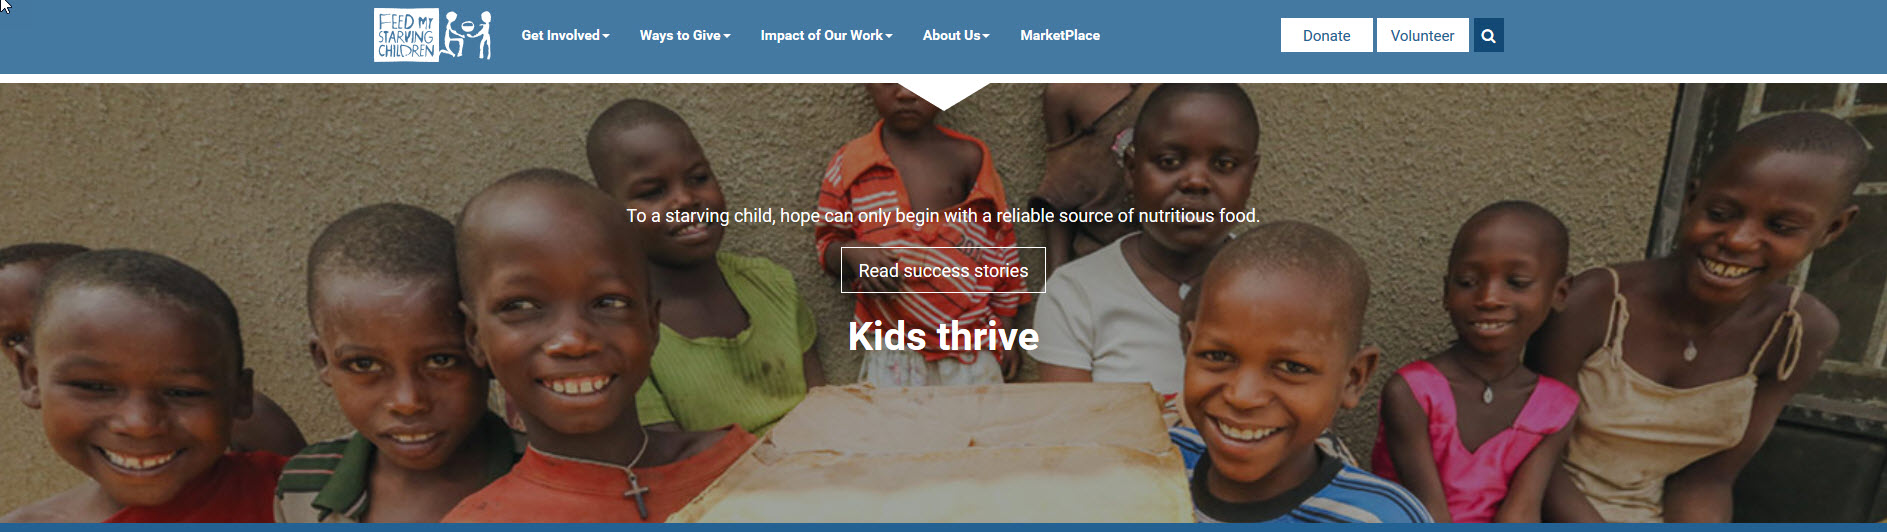 FEED MY
STARVING
CHILDREN
Get Involved
Ways to Give
Impact of Our Work
About Us
MarketPlace
Donate
Volunteer
To a starving child, hope can only begin with a reliable source of nutritious food.
Read success stories
Kids thrive